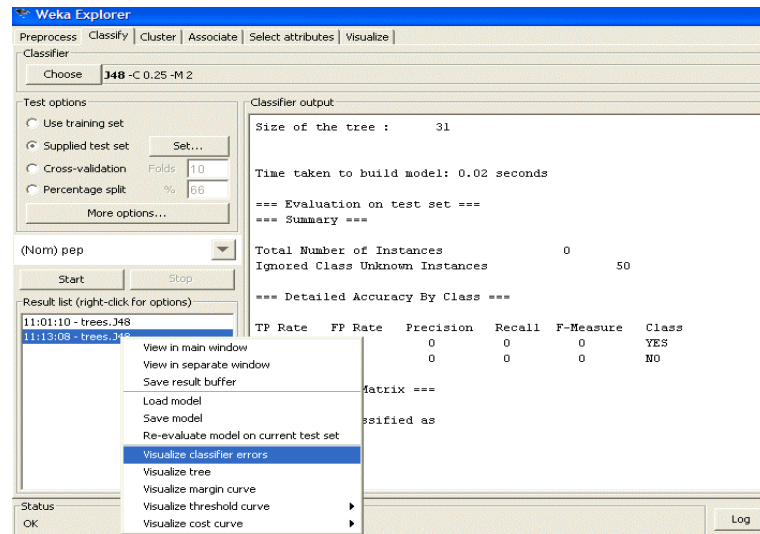 Weka Explorer
Preprocess Classify Cluster Associate Select attributes Visualize
Classifier
Choose J48 -C 0.25 -M 2
Test options
Use training set
Supplied test set Set...
Cross-validation Folds 10
Percentage split % 66
More options...
(Nom) pep
Start Stop
Result list (right-click for options)
11:01:10 - trees.J48
11:13:08 - trees.J48
Classifier output
Size of the tree : 31
Time taken to build model: 0.02 seconds
=== Evaluation on test set ===
=== Summary ===
Total Number of Instances 0
Ignored Class Unknown Instances 50
=== Detailed Accuracy By Class ===
TP Rate FP Rate Precision Recall F-Measure Class
0 0 0 YES
0 0 0 NO
Matrix ===
ssified as
View in main window
View in separate window
Save result buffer
Load model
Save model
Re-evaluate model on current test set
Visualize classifier errors
Visualize tree
Visualize margin curve
Visualize threshold curve
Visualize cost curve
Status
OK
Log